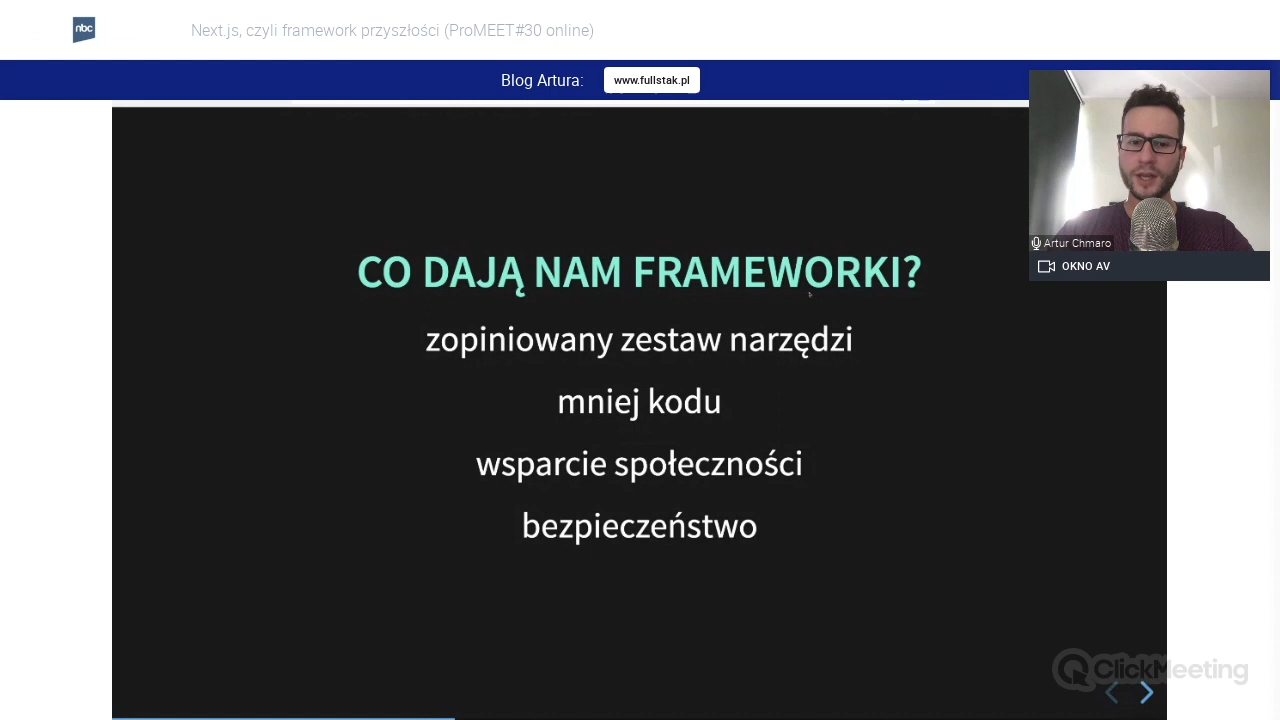 nbc
Next.js, czyli framework przyszłości (ProMEET#30 online)
Blog Artura:
www.fullstak.pl
Artur Chmaro
OKNO AV
CO DAJĄ NAM FRAMEWORKI?
zopiniowany zestaw narzędzi
mniej kodu
wsparcie społeczności
bezpieczeństwo
ClickMeeting